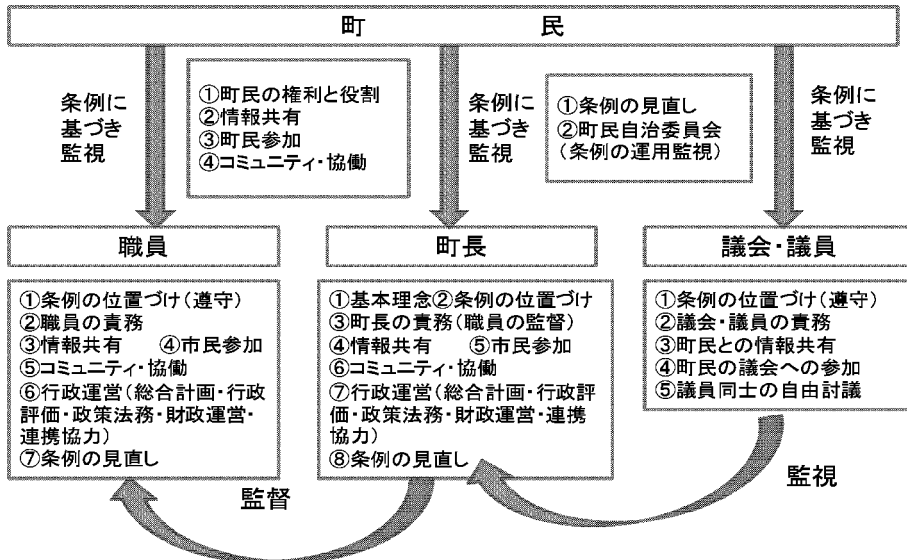 町 民
条例に
基づき
監視
①町民の権利と役割
②情報共有
③町民参加
④コミュニティ・協働
条例に
基づき
監視
①条例の見直し
②町民自治委員会
(条例の運用監視)
条例に
基づき
監視
職員
①条例の位置づけ(遵守)
②職員の責務
③情報共有 ④市民参加
⑤コミュニティ・協働
⑥行政運営(総合計画・行政
評価・政策法務・財政運営・
連携協力)
⑦条例の見直し
町長
①基本理念②条例の位置づけ
③町長の責務(職員の監督)
④情報共有 ⑤市民参加
⑥コミュニティ・協働
⑦行政運営(総合計画・行政評
価・政策法務・財政運営・連携
協力)
⑧条例の見直し
議会・議員
①条例の位置づけ(遵守)
②議会・議員の責務
③町民との情報共有
④町民の議会への参加
⑤議員同士の自由討議
監督
監視